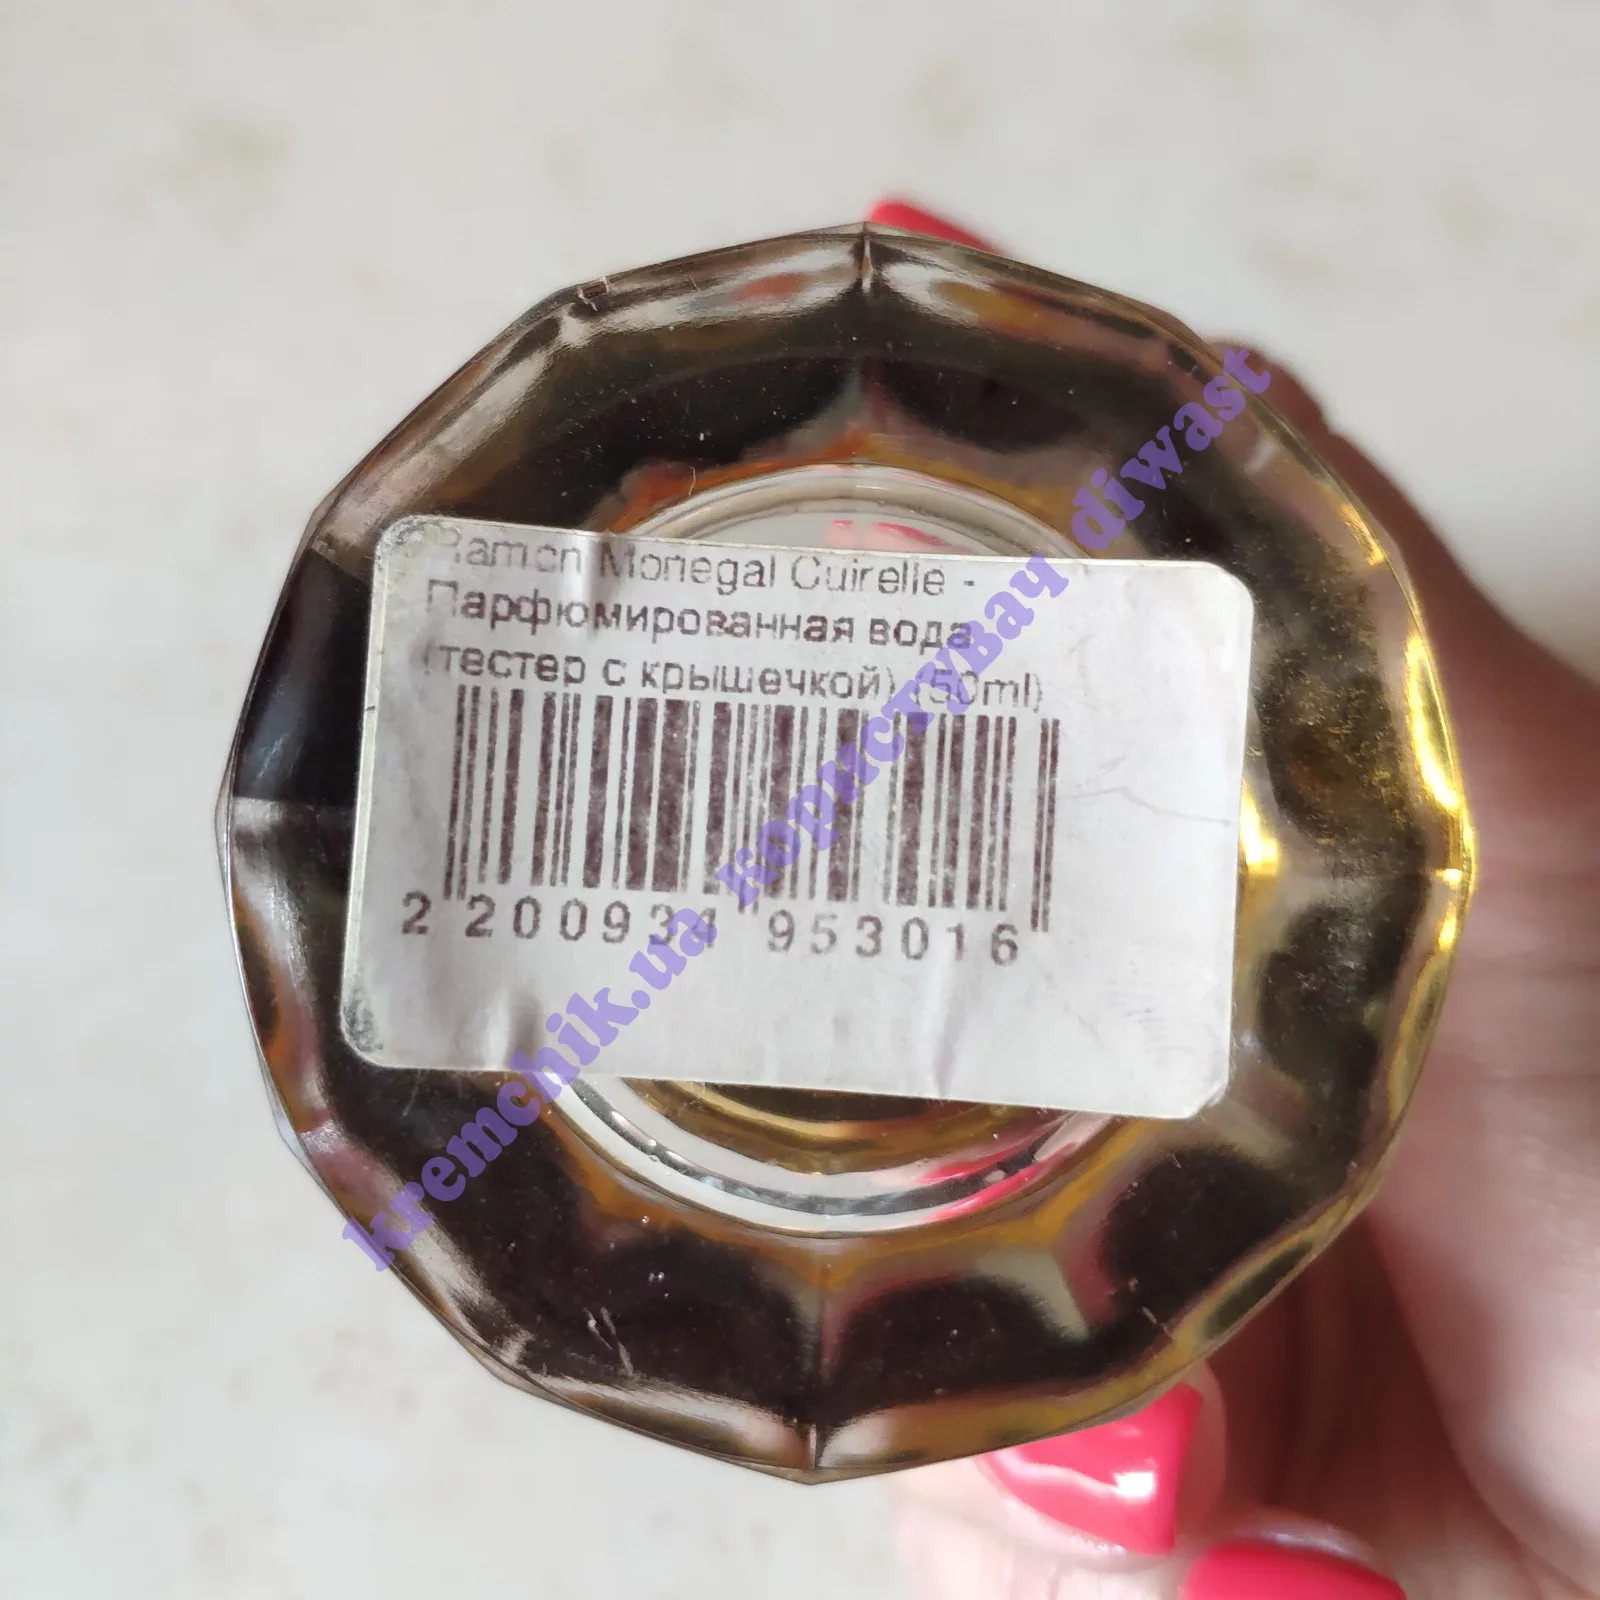 Ramon Monegal Cuirelle -
Парфюмированная вода
(тестер с крышечкой) (50ml)
2 200934 953016
kremchik.ua користувач diwast